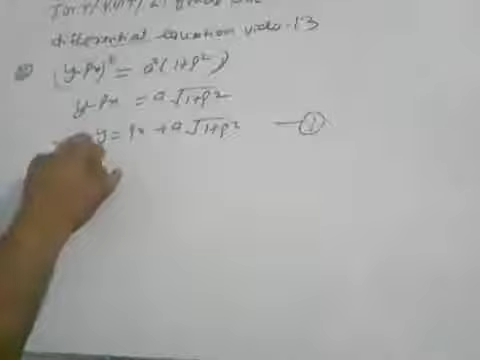 differential equation video-13
(y-px)² = a²(1+p²)
y-px = a√1+p²
y = px + a√1+p² —①